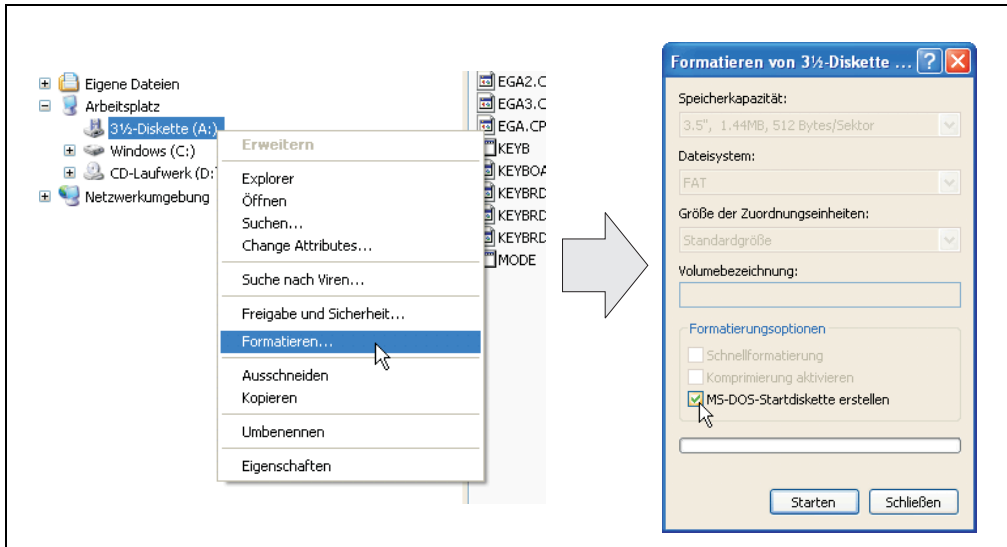 Eigene Dateien
Arbeitsplatz
3½-Diskette (A:)
Windows (C:)
CD-Laufwerk (D:
Netzwerkumgebung
Erweitern
Explorer
Öffnen
Suchen...
Change Attributes...
Suche nach Viren...
Freigabe und Sicherheit...
Formatieren...
Ausschneiden
Kopieren
Umbenennen
Eigenschaften
EGA2.C
EGA3.C
EGA.CP
KEYB
KEYBOA
KEYBRD
KEYBRD
KEYBRD
MODE
Formatieren von 3½-Diskette ...
Speicherkapazität:
3.5", 1.44MB, 512 Bytes/Sektor
Dateisystem:
FAT
Größe der Zuordnungseinheiten:
Standardgröße
Volumebezeichnung:
Formatierungsoptionen
Schnellformatierung
Komprimierung aktivieren
MS-DOS-Startdiskette erstellen
Starten Schließen